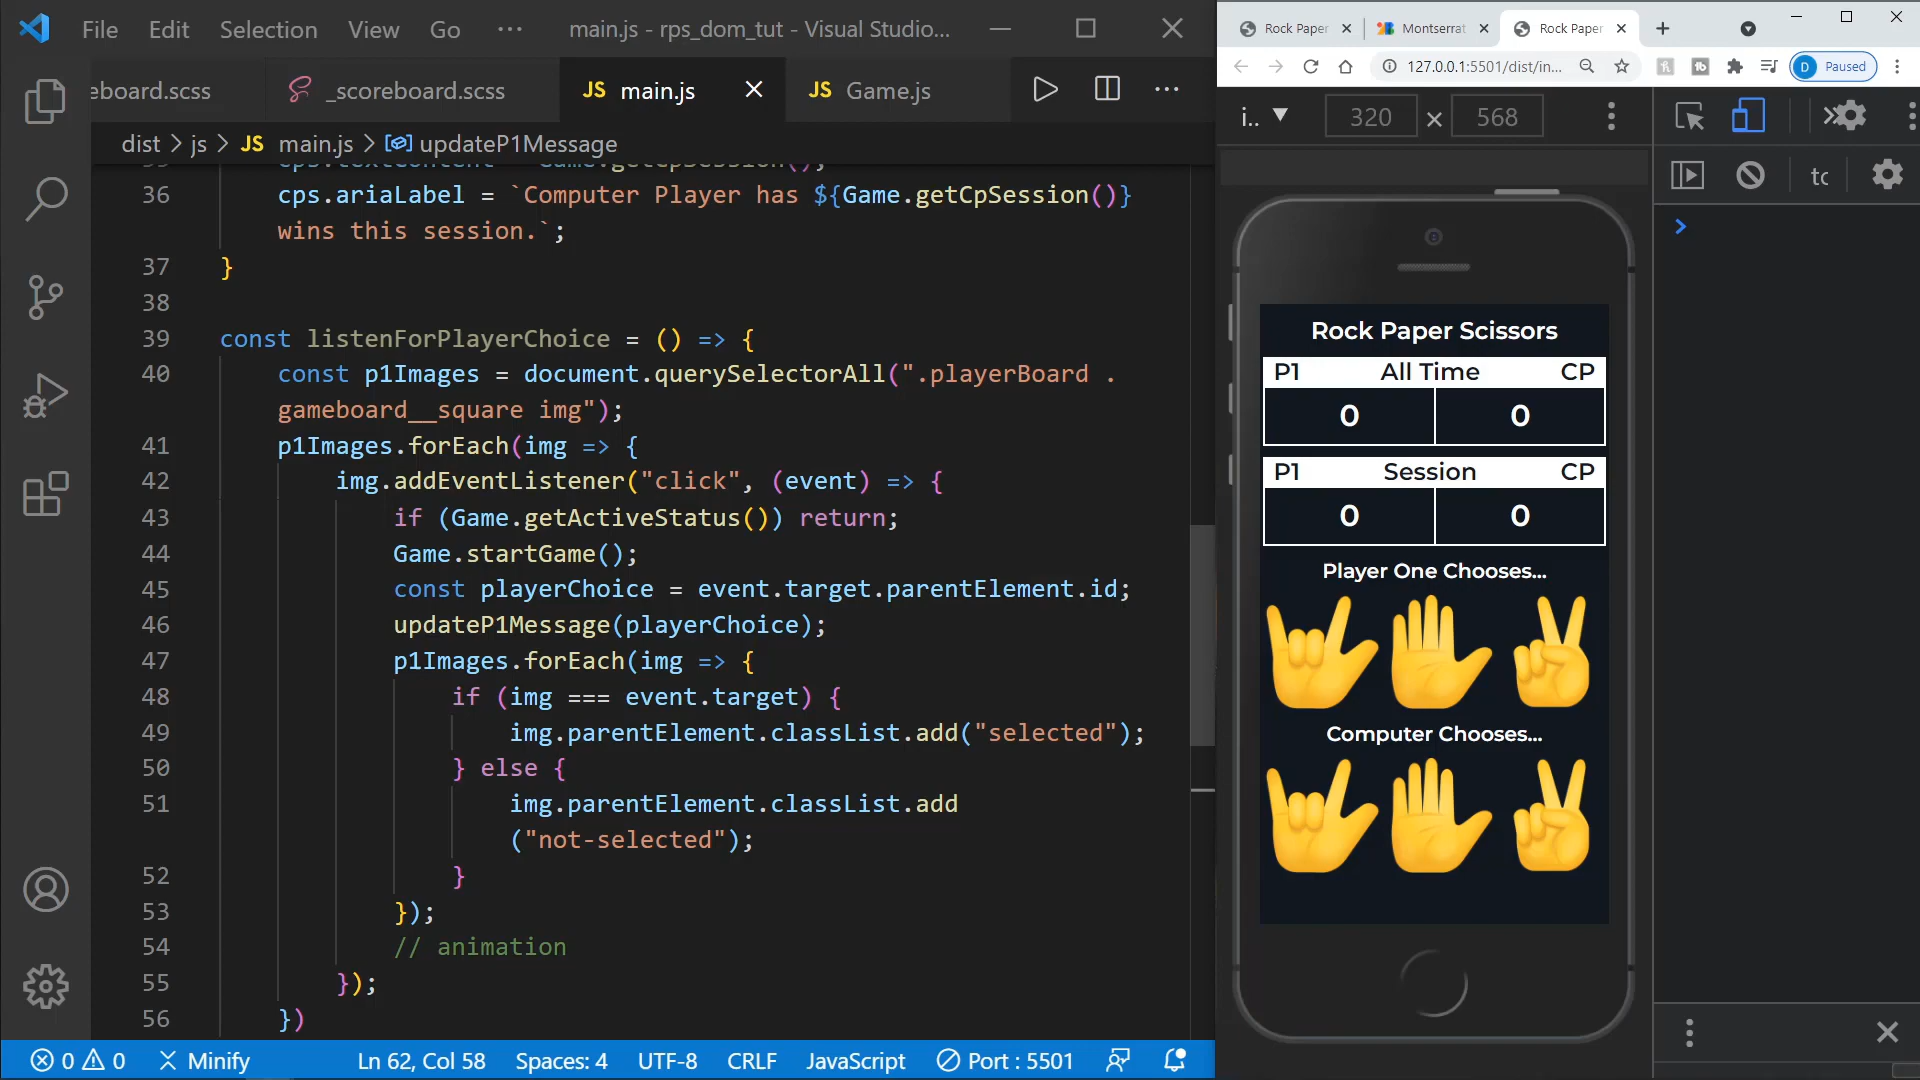 File Edit Selection View Go ··· main.js - rps_dom_tut - Visual Studio...
eboard.scss _scoreboard.scss JS main.js JS Game.js
dist > js > JS main.js > updateP1Message
36 cps.ariaLabel = `Computer Player has ${Game.getCpSession()}
wins this session.`;
37 }
38
39 const listenForPlayerChoice = () => {
40 const p1Images = document.querySelectorAll(".playerBoard .
gameboard__square img");
41 p1Images.forEach(img => {
42 img.addEventListener("click", (event) => {
43 if (Game.getActiveStatus()) return;
44 Game.startGame();
45 const playerChoice = event.target.parentElement.id;
46 updateP1Message(playerChoice);
47 p1Images.forEach(img => {
48 if (img === event.target) {
49 img.parentElement.classList.add("selected");
50 } else {
51 img.parentElement.classList.add
("not-selected");
52 }
53 });
54 // animation
55 });
56 })
0 0 Minify Ln 62, Col 58 Spaces: 4 UTF-8 CRLF JavaScript Port : 5501
Rock Paper Montserrat Rock Paper
127.0.0.1:5501/dist/in... D Paused
i.. 320 × 568
tc
Rock Paper Scissors
P1 All Time CP
0 0
P1 Session CP
0 0
Player One Chooses...
Computer Chooses...